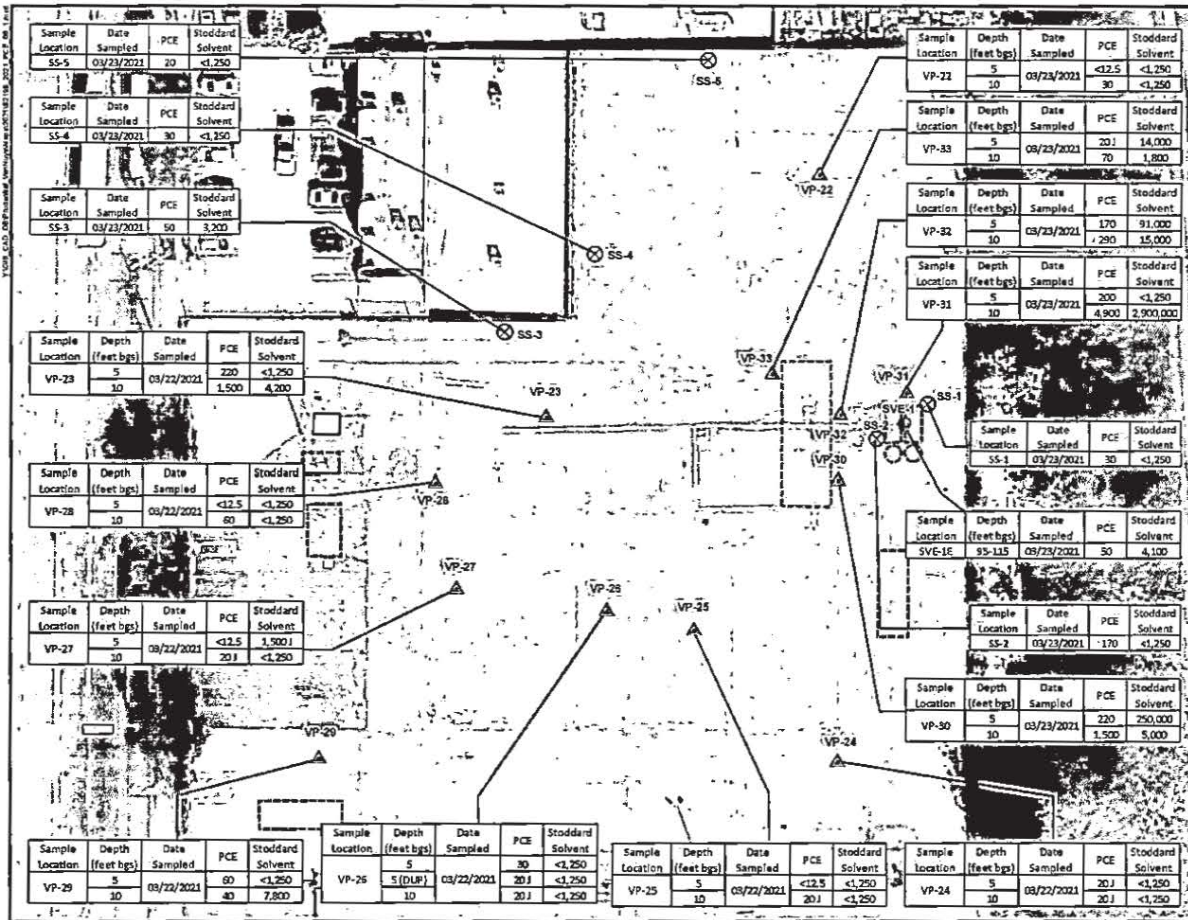 Sample Location Date Sampled PCE Stoddard Solvent
SS-5 03/23/2021 20 <1,250
Sample Location Date Sampled PCE Stoddard Solvent
SS-4 03/23/2021 30 <1,250
Sample Location Date Sampled PCE Stoddard Solvent
SS-3 03/23/2021 50 3,200
Sample Location Depth (feet bgs) Date Sampled PCE Stoddard Solvent
VP-22 5 03/23/2021 <12.5 <1,250
10 30 <1,250
Sample Location Depth (feet bgs) Date Sampled PCE Stoddard Solvent
VP-33 5 03/23/2021 20 J 14,000
10 70 1,800
Sample Location Depth (feet bgs) Date Sampled PCE Stoddard Solvent
VP-32 5 03/23/2021 170 91,000
10 290 15,000
Sample Location Depth (feet bgs) Date Sampled PCE Stoddard Solvent
VP-31 5 03/23/2021 200 <1,250
10 4,900 2,900,000
SS-5
VP-22
SS-4
SS-3
VP-33
VP-31
SS-1
VP-23
SVE-1
SS-2
VP-32
VP-30
VP-28
VP-27
VP-26
VP-25
VP-29
VP-24
Sample Location Depth (feet bgs) Date Sampled PCE Stoddard Solvent
VP-23 5 03/22/2021 220 <1,250
10 1,500 4,200
Sample Location Date Sampled PCE Stoddard Solvent
SS-1 03/23/2021 30 <1,250
Sample Location Depth (feet bgs) Date Sampled PCE Stoddard Solvent
VP-28 5 03/22/2021 <12.5 <1,250
10 60 <1,250
Sample Location Depth (feet bgs) Date Sampled PCE Stoddard Solvent
SVE-1E 95-115 03/23/2021 50 4,100
Sample Location Depth (feet bgs) Date Sampled PCE Stoddard Solvent
VP-27 5 03/22/2021 <12.5 1,500 J
10 20 J <1,250
Sample Location Date Sampled PCE Stoddard Solvent
SS-2 03/23/2021 170 <1,250
Sample Location Depth (feet bgs) Date Sampled PCE Stoddard Solvent
VP-30 5 03/23/2021 220 250,000
10 1,500 5,000
Sample Location Depth (feet bgs) Date Sampled PCE Stoddard Solvent
VP-29 5 03/22/2021 60 <1,250
10 40 7,800
Sample Location Depth (feet bgs) Date Sampled PCE Stoddard Solvent
VP-26 5 03/22/2021 30 <1,250
5 (DUP) 20 J <1,250
10 20 J <1,250
Sample Location Depth (feet bgs) Date Sampled PCE Stoddard Solvent
VP-25 5 03/22/2021 <12.5 <1,250
10 20 J <1,250
Sample Location Depth (feet bgs) Date Sampled PCE Stoddard Solvent
VP-24 5 03/22/2021 20 J <1,250
10 20 J <1,250